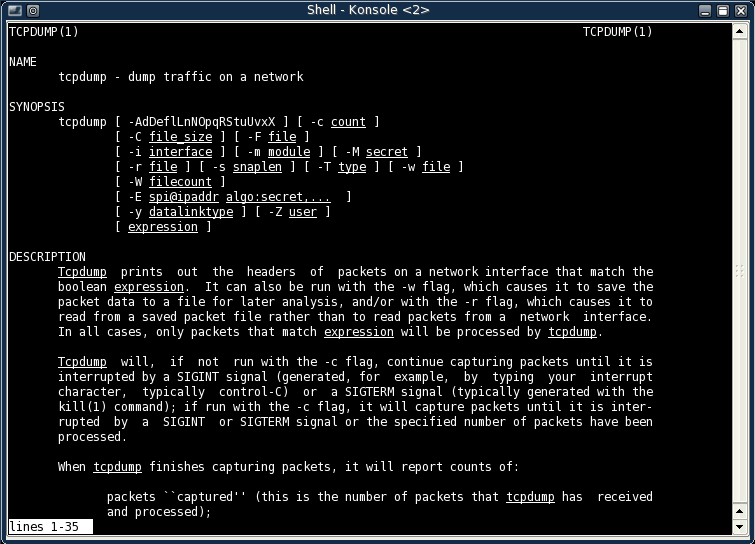 Shell - Konsole <2>
TCPDUMP(1) TCPDUMP(1)
NAME
tcpdump - dump traffic on a network
SYNOPSIS
tcpdump [ -AdDeflLnNOpqRStuUvxX ] [ -c count ]
[ -C file_size ] [ -F file ]
[ -i interface ] [ -m module ] [ -M secret ]
[ -r file ] [ -s snaplen ] [ -T type ] [ -w file ]
[ -W filecount ]
[ -E spi@ipaddr algo:secret,... ]
[ -y datalinktype ] [ -Z user ]
[ expression ]
DESCRIPTION
Tcpdump prints out the headers of packets on a network interface that match the
boolean expression. It can also be run with the -w flag, which causes it to save the
packet data to a file for later analysis, and/or with the -r flag, which causes it to
read from a saved packet file rather than to read packets from a network interface.
In all cases, only packets that match expression will be processed by tcpdump.
Tcpdump will, if not run with the -c flag, continue capturing packets until it is
interrupted by a SIGINT signal (generated, for example, by typing your interrupt
character, typically control-C) or a SIGTERM signal (typically generated with the
kill(1) command); if run with the -c flag, it will capture packets until it is inter-
rupted by a SIGINT or SIGTERM signal or the specified number of packets have been
processed.
When tcpdump finishes capturing packets, it will report counts of:
packets ``captured'' (this is the number of packets that tcpdump has received
and processed);
lines 1-35